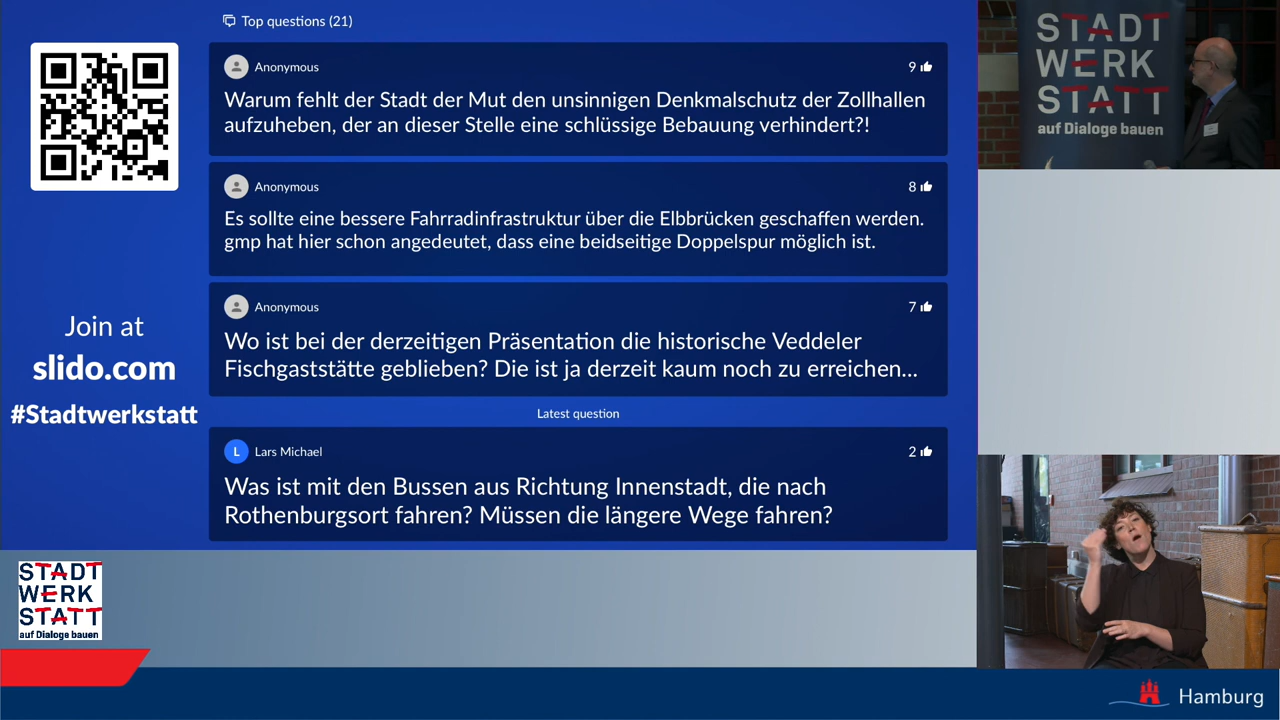 Top questions (21)
Anonymous
9
Warum fehlt der Stadt der Mut den unsinnigen Denkmalschutz der Zollhallen
aufzuheben, der an dieser Stelle eine schlüssige Bebauung verhindert?!
Anonymous
8
Es sollte eine bessere Fahrradinfrastruktur über die Elbbrücken geschaffen werden.
gmp hat hier schon angedeutet, dass eine beidseitige Doppelspur möglich ist.
Anonymous
7
Wo ist bei der derzeitigen Präsentation die historische Veddeler
Fischgaststätte geblieben? Die ist ja derzeit kaum noch zu erreichen...
Latest question
L
Lars Michael
2
Was ist mit den Bussen aus Richtung Innenstadt, die nach
Rothenburgsort fahren? Müssen die längere Wege fahren?
Join at
slido.com
#Stadtwerkstatt
STADT
WERK
STATT
auf Dialoge bauen
STADT
WERK
STATT
auf Dialoge bauen
Hamburg